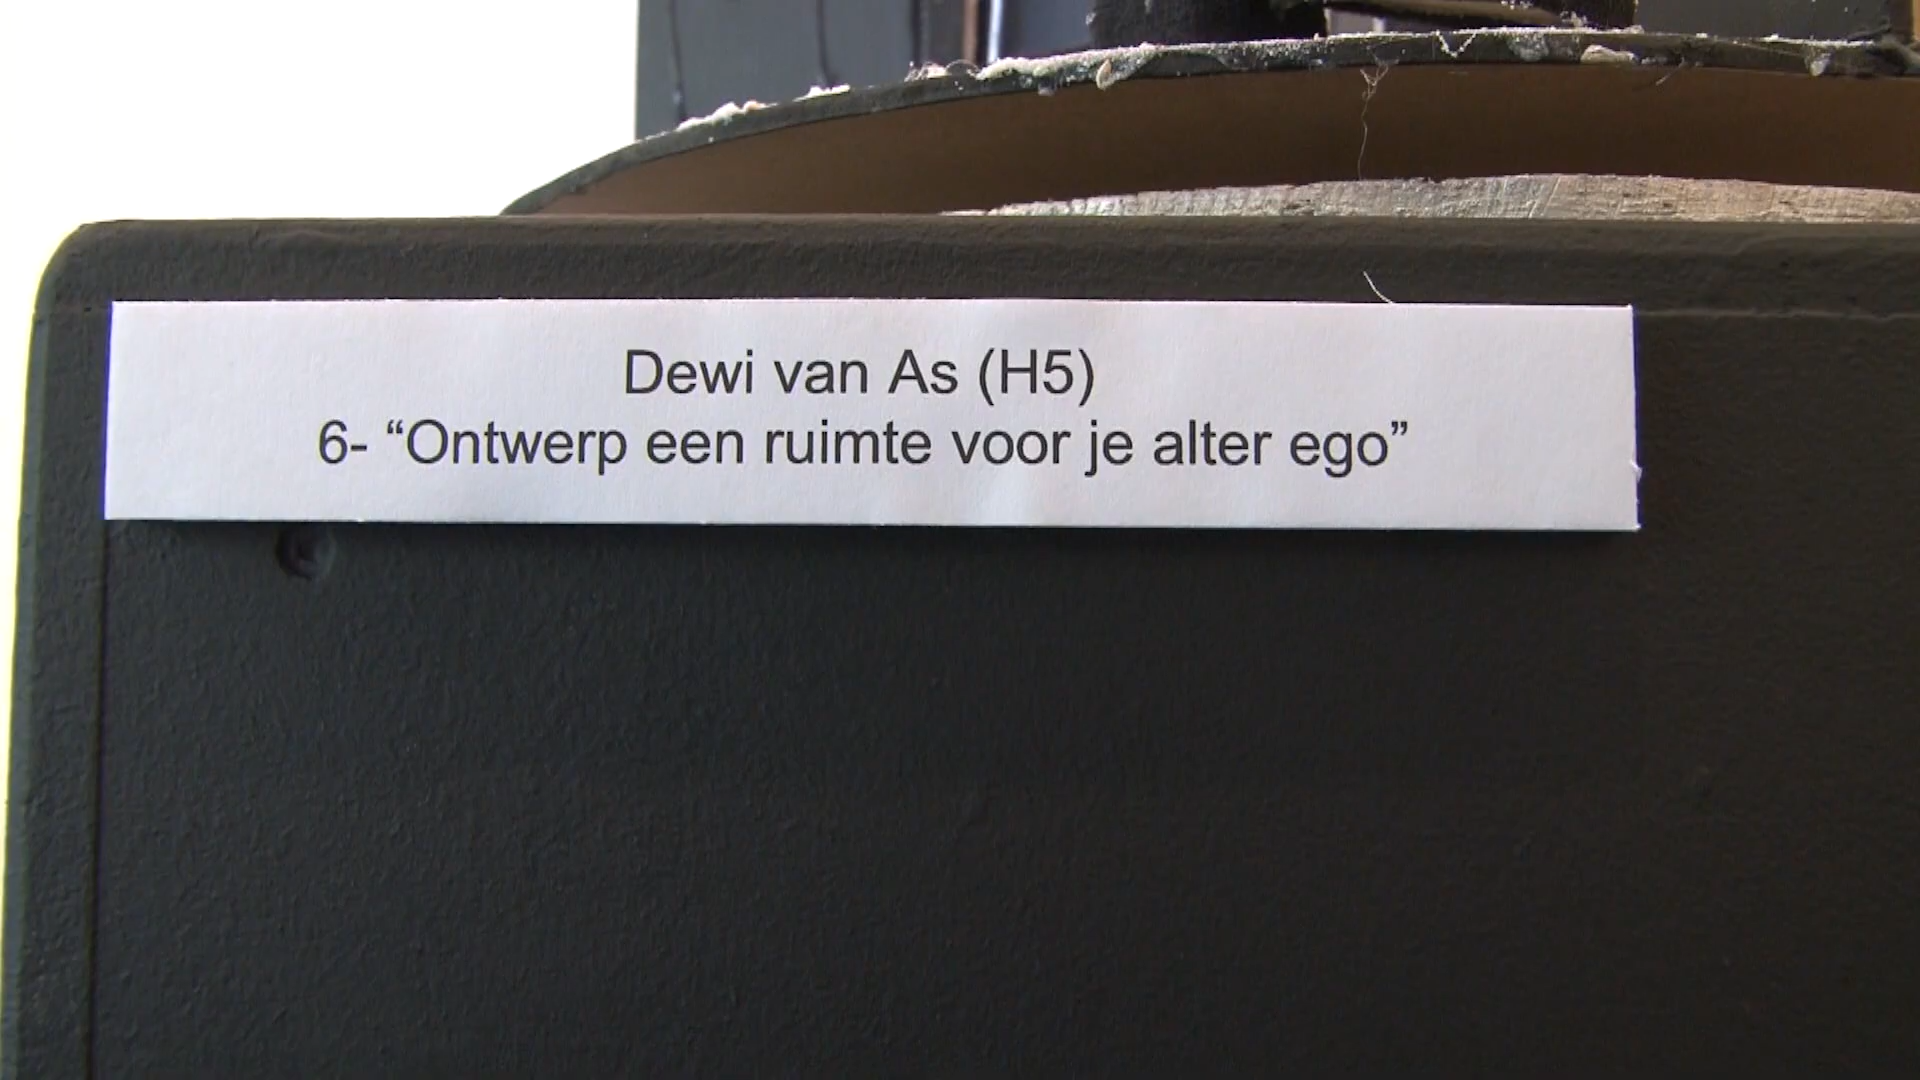 Dewi van As (H5)
6- “Ontwerp een ruimte voor je alter ego”